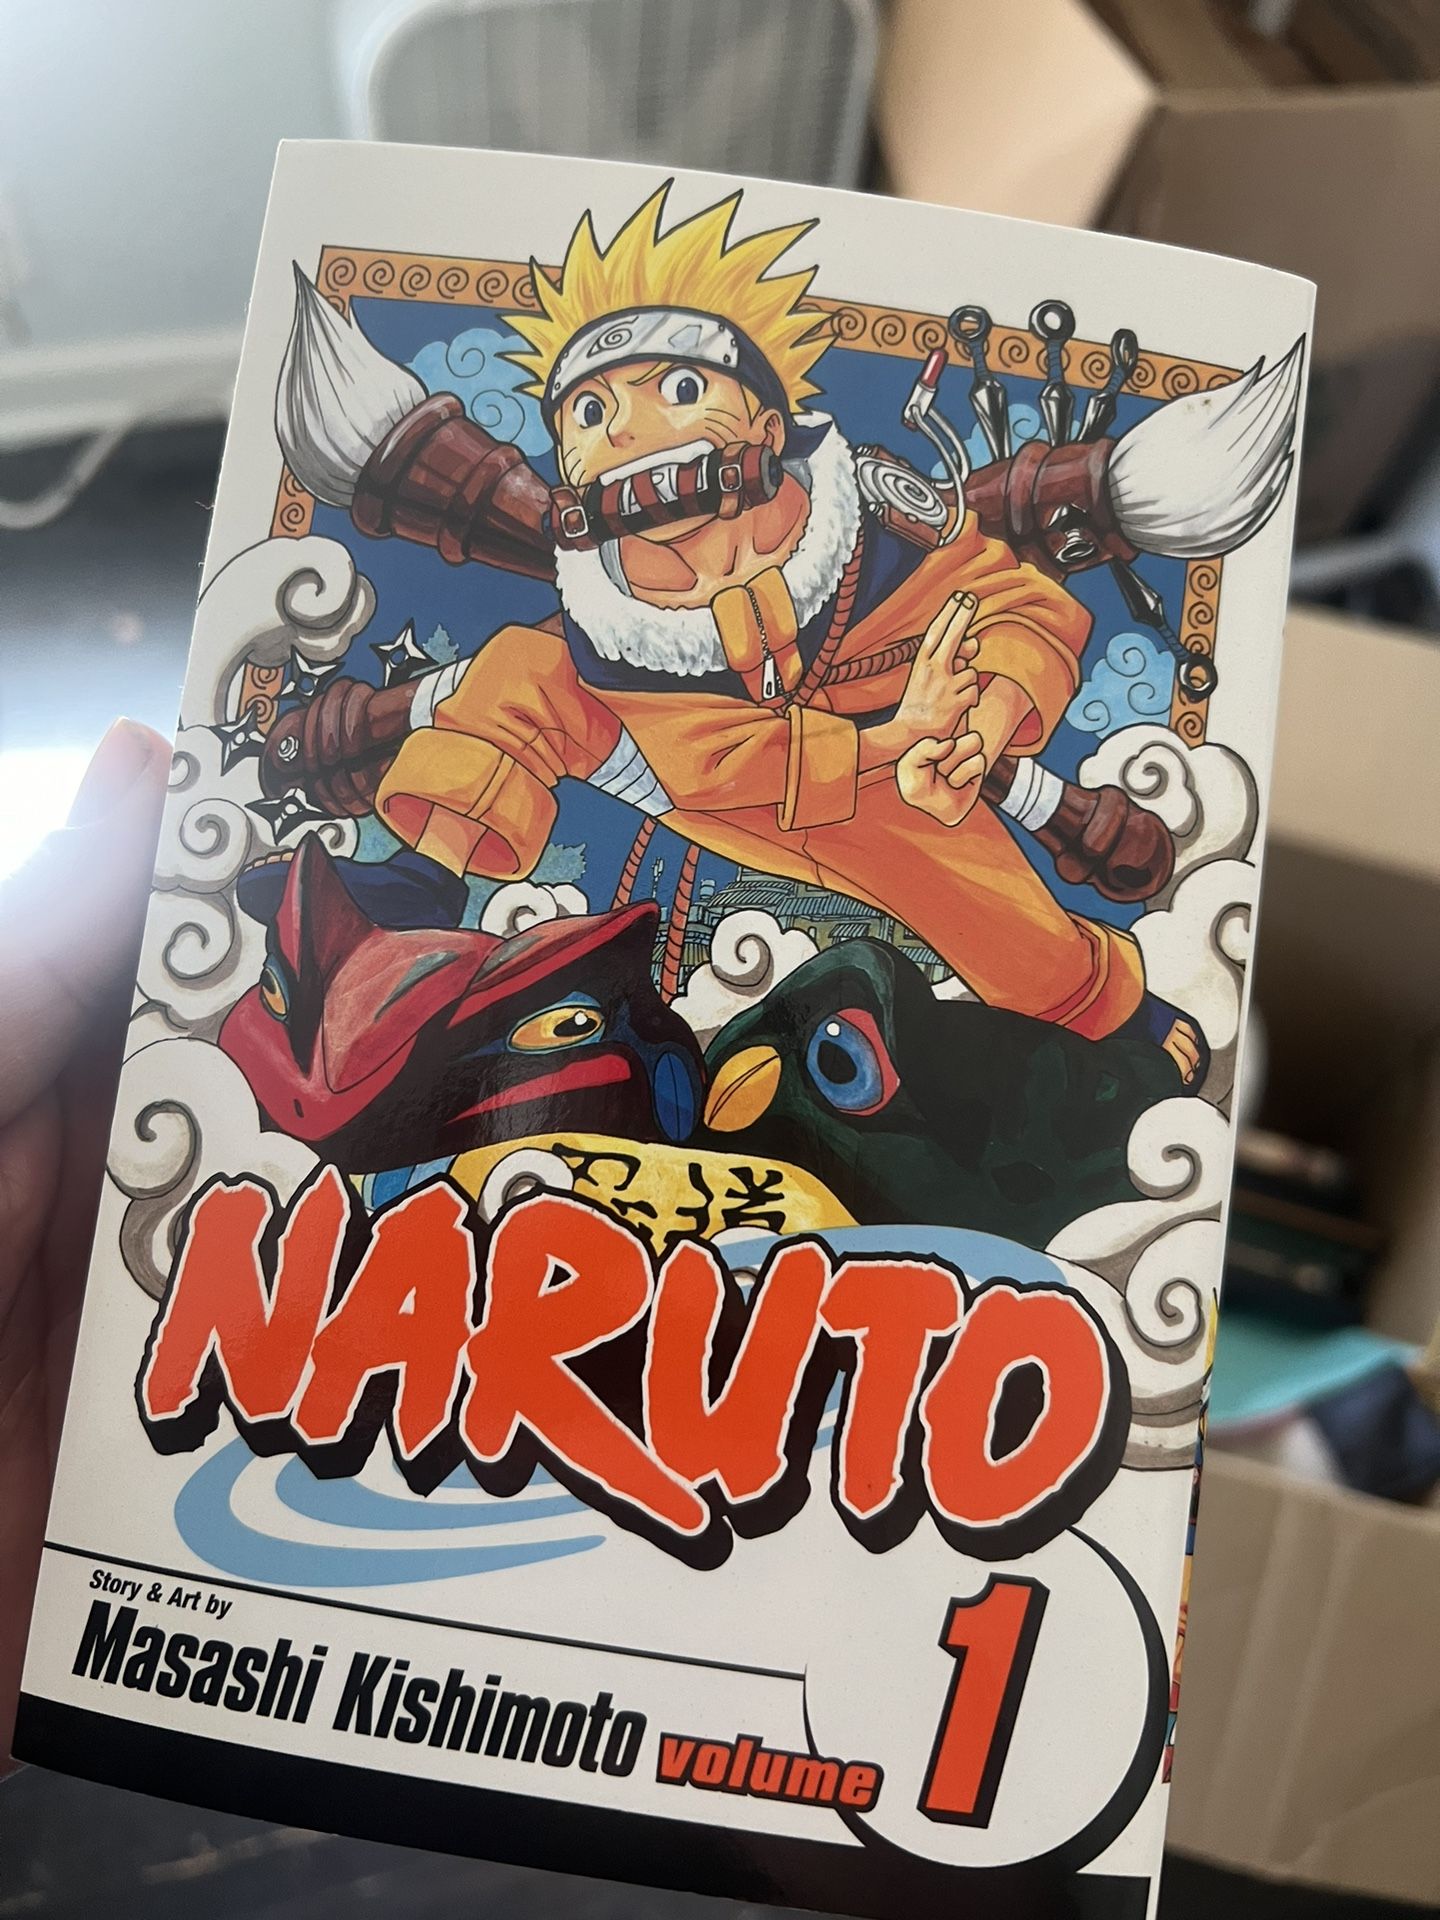 NARUTO
Story & Art by
Masashi Kishimoto
volume 1